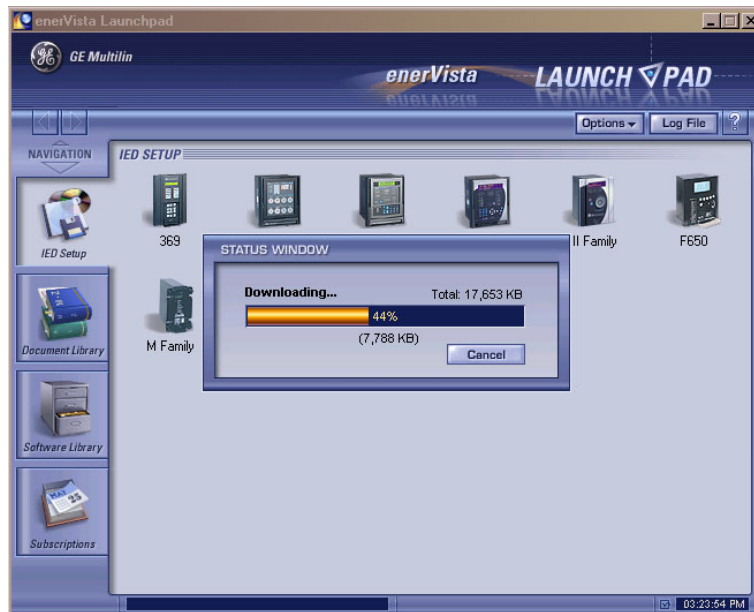 enerVista Launchpad
GE Multilin
enerVista LAUNCH PAD
Options
Log File
?
NAVIGATION
IED SETUP
IED Setup
Document Library
Software Library
MAY
25
Subscriptions
369
II Family
F650
M Family
STATUS WINDOW
Downloading...
Total: 17,653 KB
44%
(7,788 KB)
Cancel
03:23:54 PM